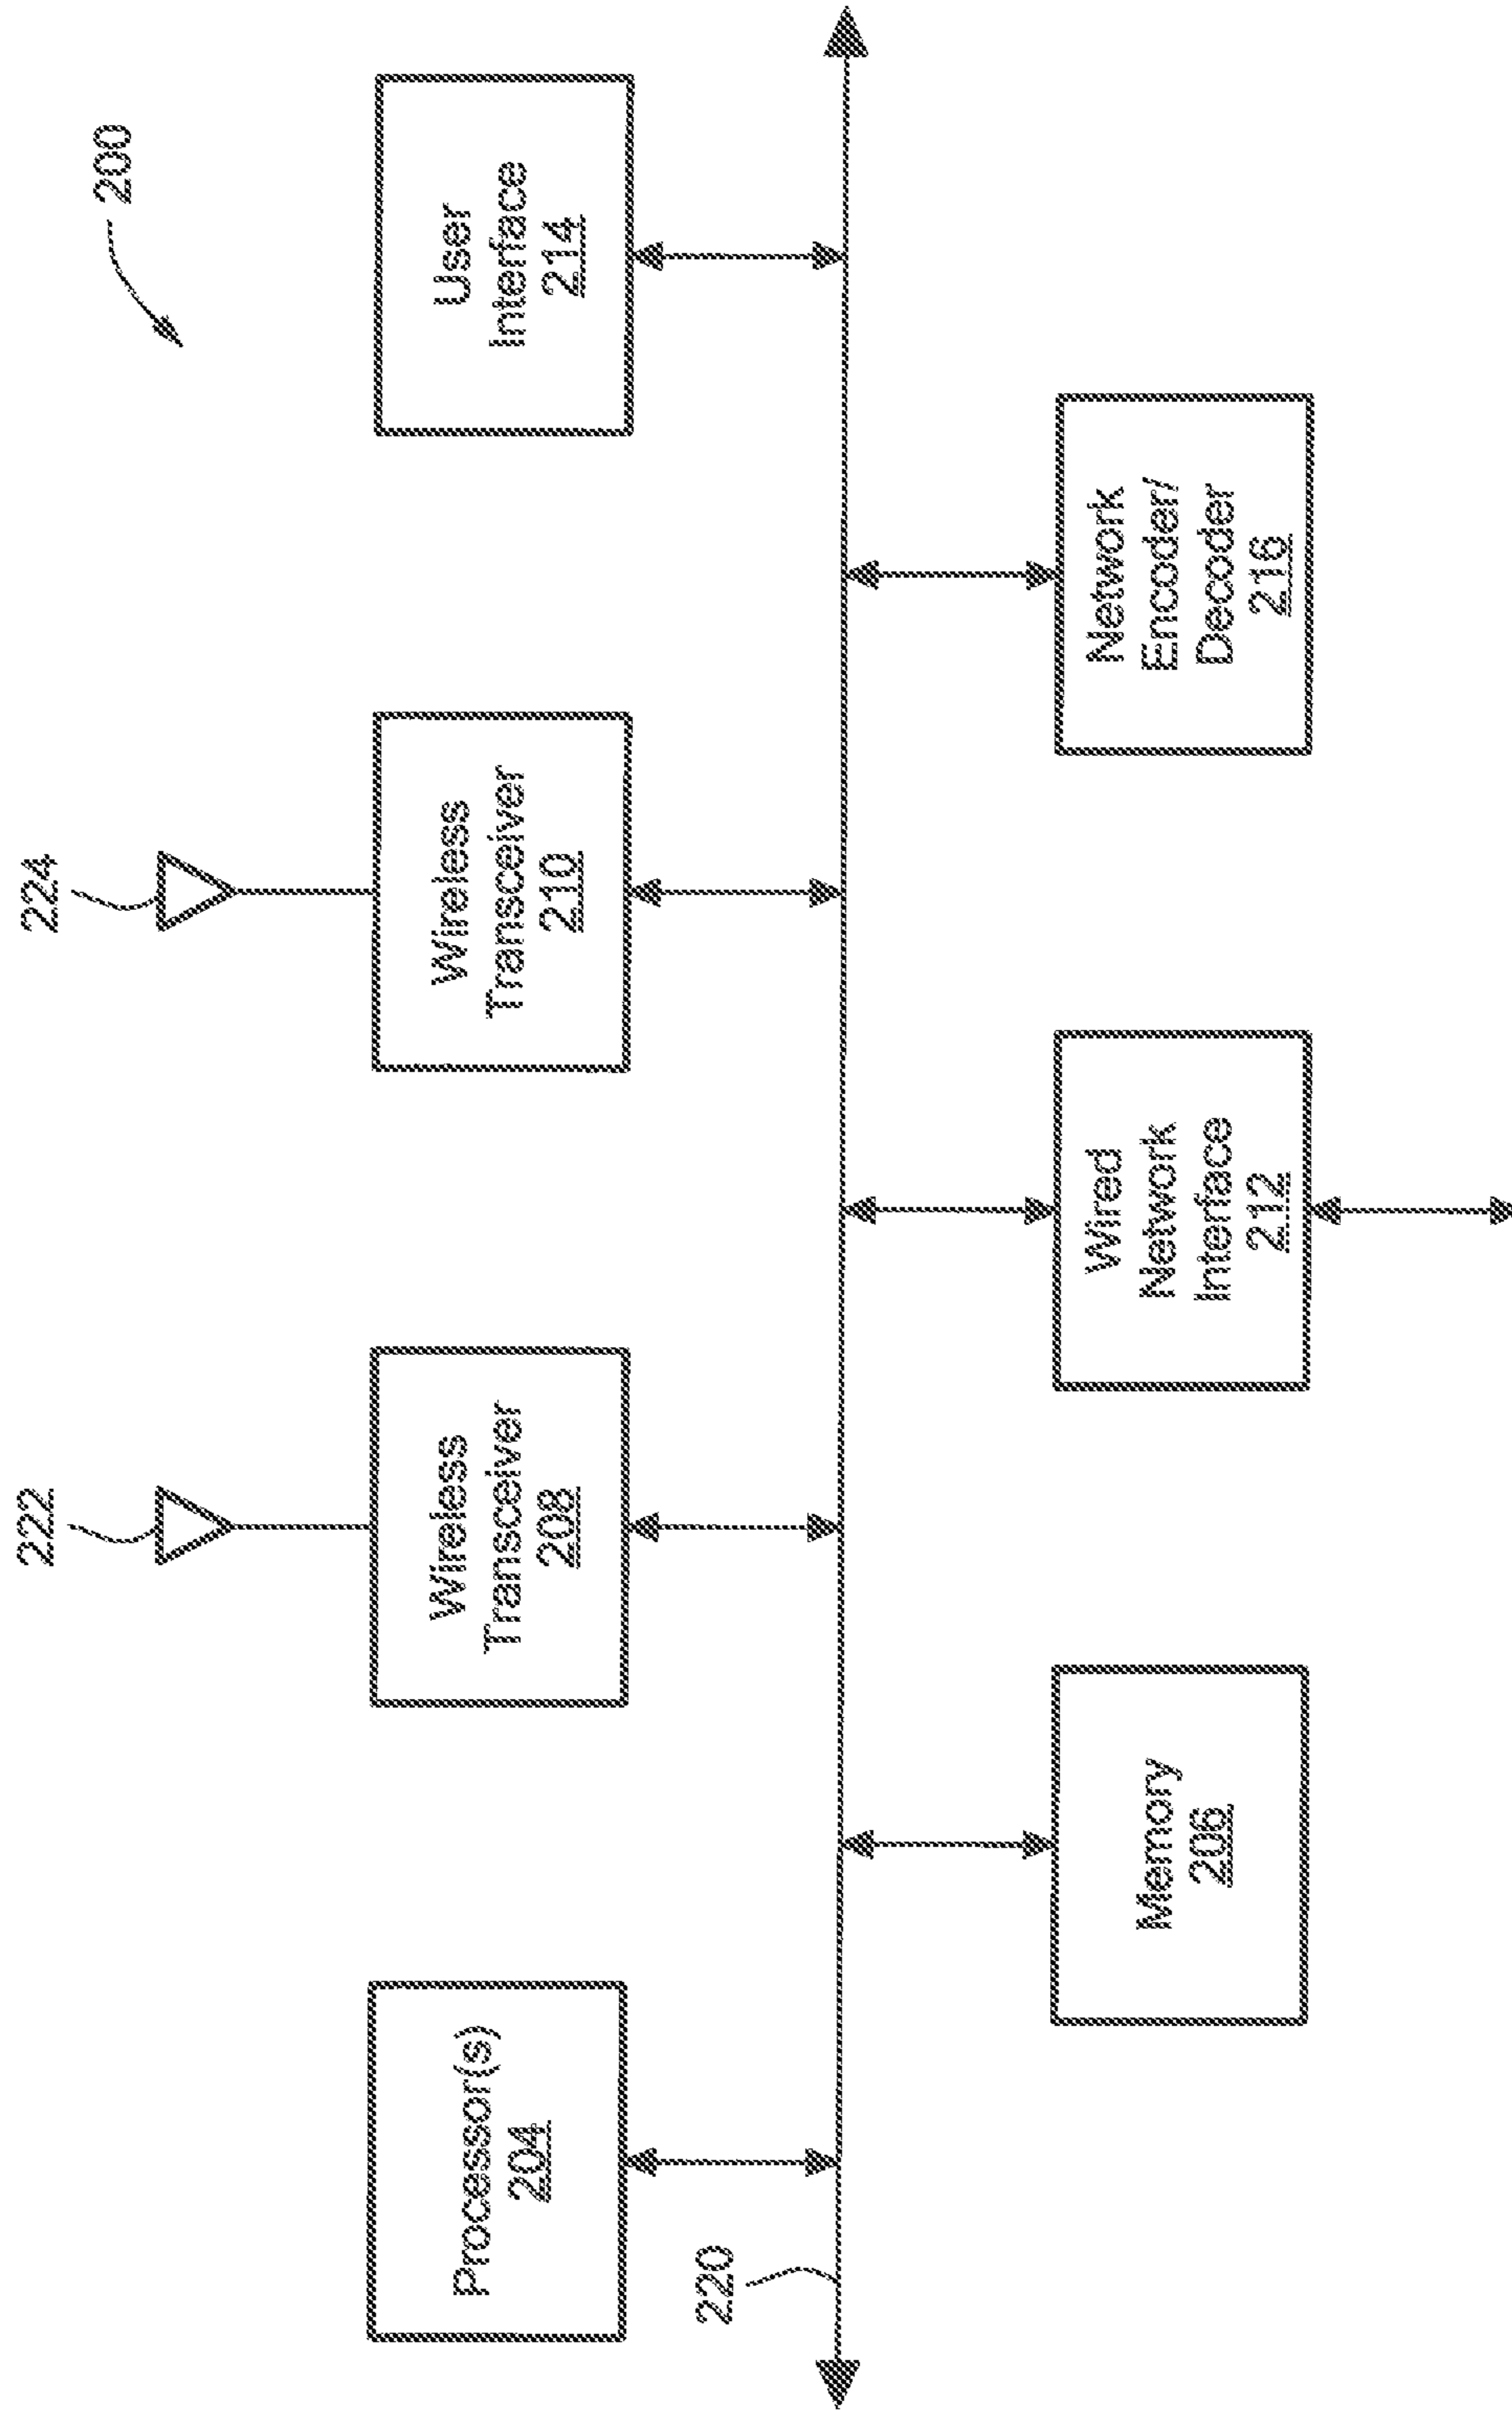 200
222
224
Processor(s)
204
Wireless
Transceiver
208
Wireless
Transceiver
210
User
Interface
214
220
Memory
206
Wired
Network
Interface
212
Network
Encoder/
Decoder
216